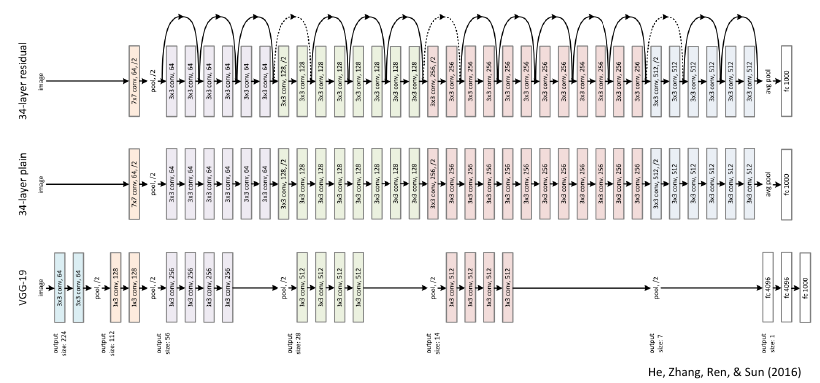 34-layer residual
image
7x7 conv, 64, /2
pool, /2
3x3 conv, 64
3x3 conv, 64
3x3 conv, 64
3x3 conv, 64
3x3 conv, 64
3x3 conv, 64
3x3 conv, 128, /2
3x3 conv, 128
3x3 conv, 128
3x3 conv, 128
3x3 conv, 128
3x3 conv, 128
3x3 conv, 128
3x3 conv, 128
3x3 conv, 256, /2
3x3 conv, 256
3x3 conv, 256
3x3 conv, 256
3x3 conv, 256
3x3 conv, 256
3x3 conv, 256
3x3 conv, 256
3x3 conv, 256
3x3 conv, 256
3x3 conv, 256
3x3 conv, 256
3x3 conv, 512, /2
3x3 conv, 512
3x3 conv, 512
3x3 conv, 512
3x3 conv, 512
3x3 conv, 512
avg pool
fc 1000
34-layer plain
image
7x7 conv, 64, /2
pool, /2
3x3 conv, 64
3x3 conv, 64
3x3 conv, 64
3x3 conv, 64
3x3 conv, 64
3x3 conv, 64
3x3 conv, 128, /2
3x3 conv, 128
3x3 conv, 128
3x3 conv, 128
3x3 conv, 128
3x3 conv, 128
3x3 conv, 128
3x3 conv, 128
3x3 conv, 256, /2
3x3 conv, 256
3x3 conv, 256
3x3 conv, 256
3x3 conv, 256
3x3 conv, 256
3x3 conv, 256
3x3 conv, 256
3x3 conv, 256
3x3 conv, 256
3x3 conv, 256
3x3 conv, 256
3x3 conv, 512, /2
3x3 conv, 512
3x3 conv, 512
3x3 conv, 512
3x3 conv, 512
3x3 conv, 512
avg pool
fc 1000
VGG-19
image
3x3 conv, 64
3x3 conv, 64
pool, /2
3x3 conv, 128
3x3 conv, 128
pool, /2
3x3 conv, 256
3x3 conv, 256
3x3 conv, 256
3x3 conv, 256
pool, /2
3x3 conv, 512
3x3 conv, 512
3x3 conv, 512
3x3 conv, 512
pool, /2
3x3 conv, 512
3x3 conv, 512
3x3 conv, 512
3x3 conv, 512
pool, /2
fc 4096
fc 4096
fc 1000
output
size: 224
output
size: 112
output
size: 56
output
size: 28
output
size: 14
output
size: 7
output
size: 1
He, Zhang, Ren, & Sun (2016)